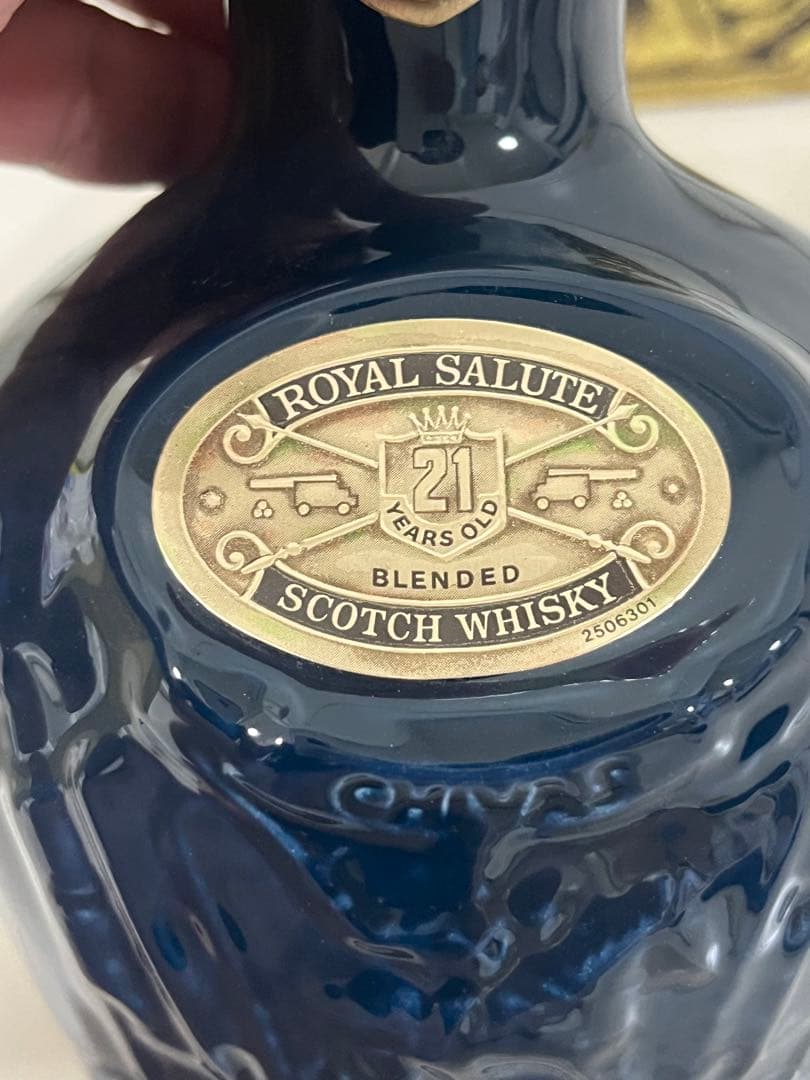 ROYAL SALUTE
21
YEARS OLD
BLENDED
SCOTCH WHISKY
2506301